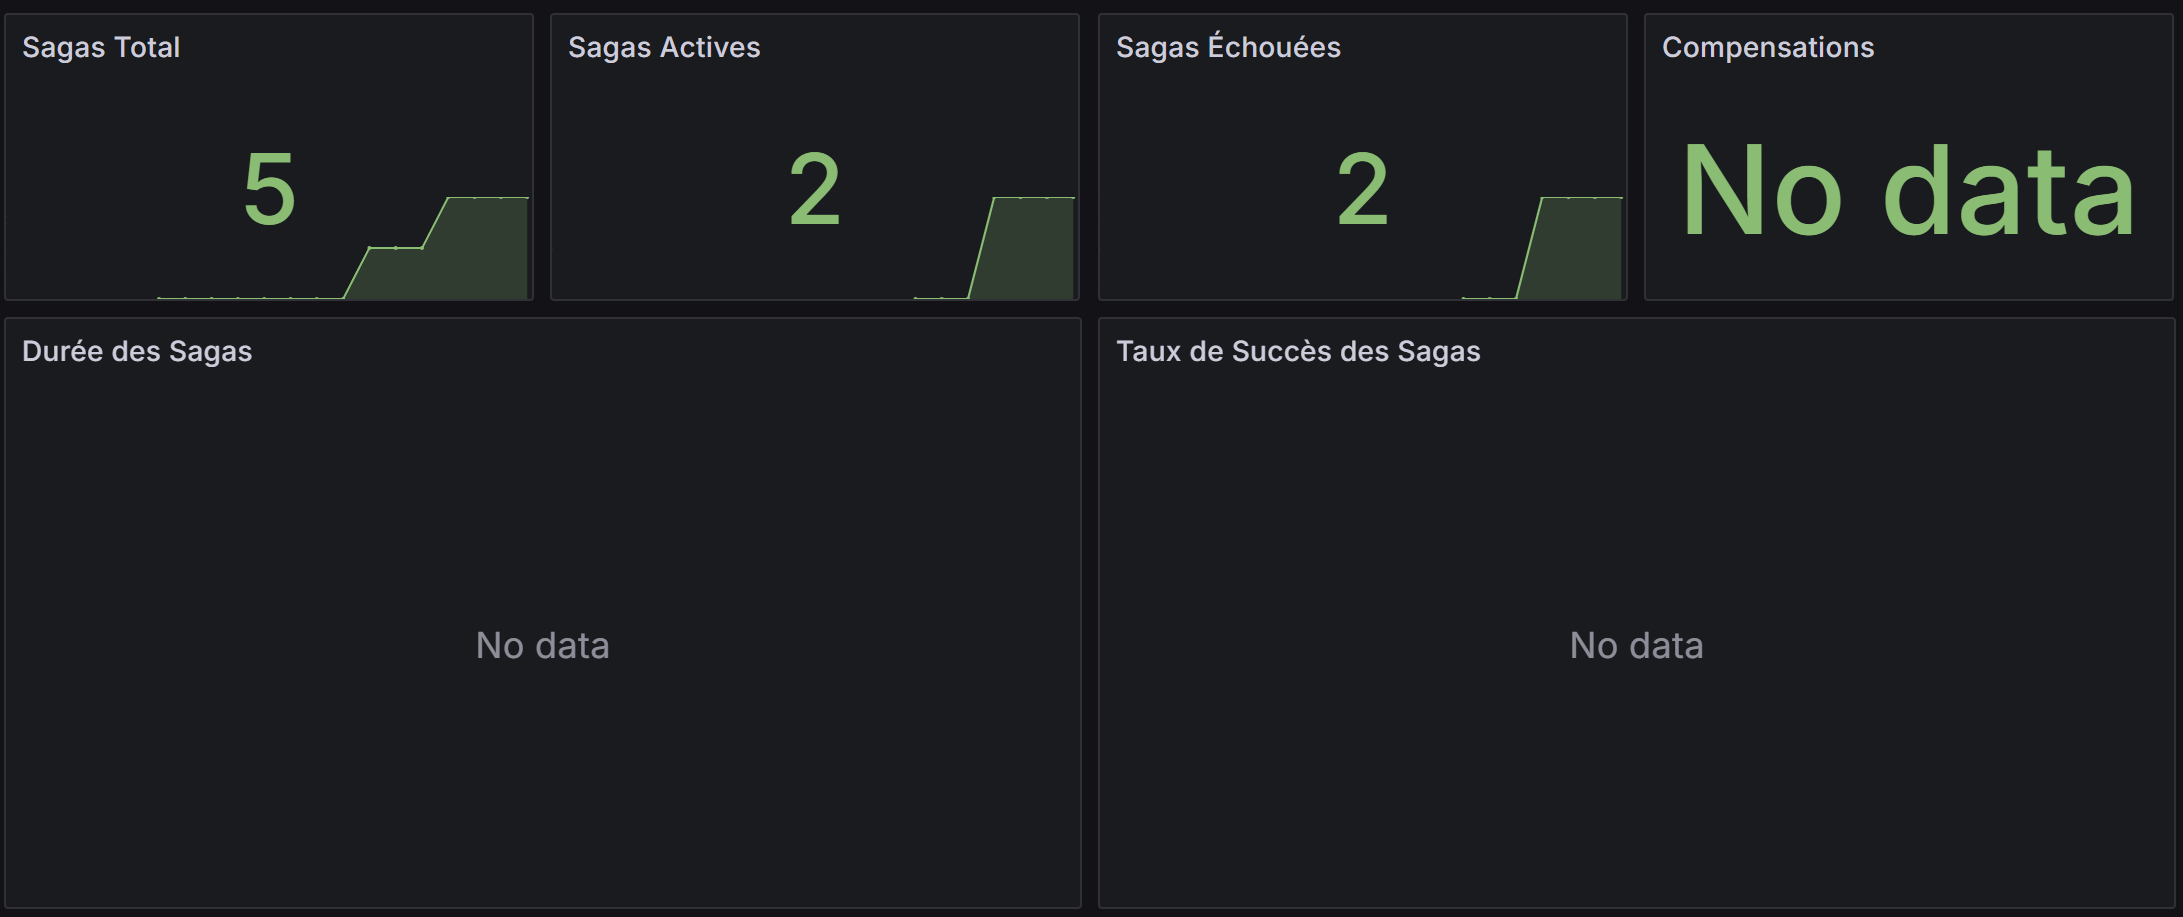 Sagas Total
5
Sagas Actives
2
Sagas Échouées
2
Compensations
No data
Durée des Sagas
No data
Taux de Succès des Sagas
No data